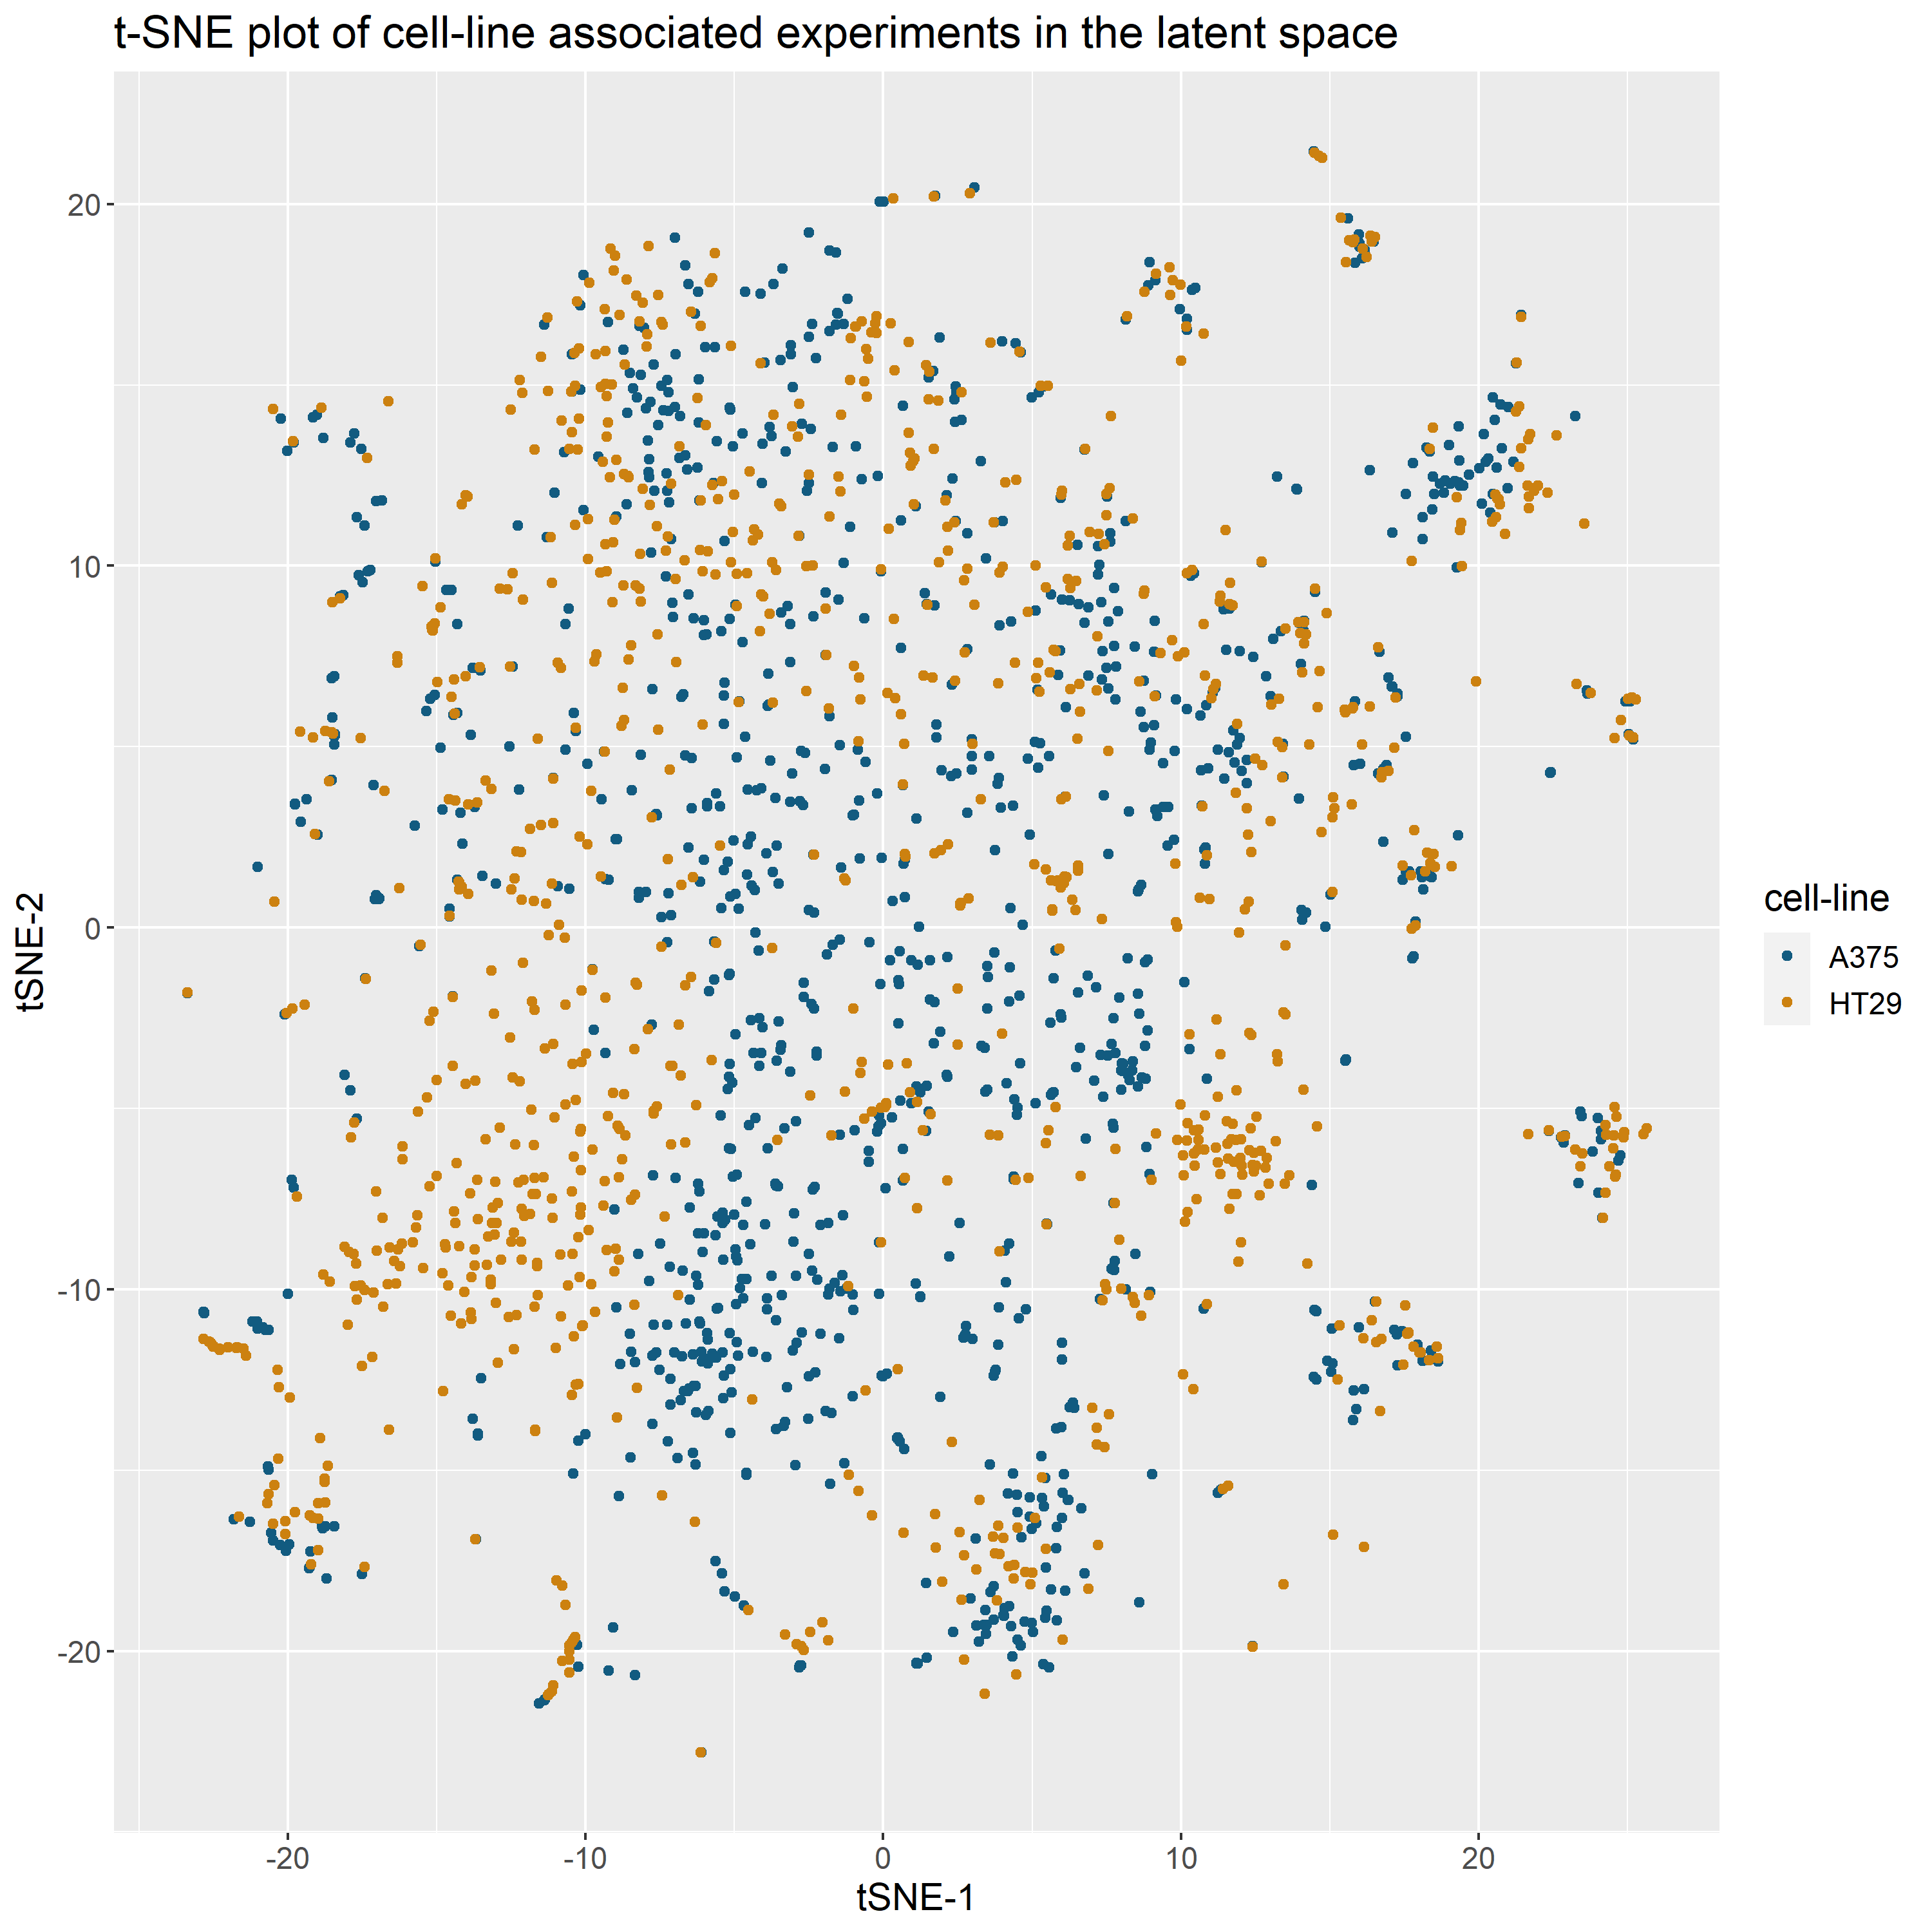 t-SNE plot of cell-line associated experiments in the latent space
20
10
0
-10
-20
tSNE-2
-20
-10
0
10
20
tSNE-1
cell-line
A375
HT29